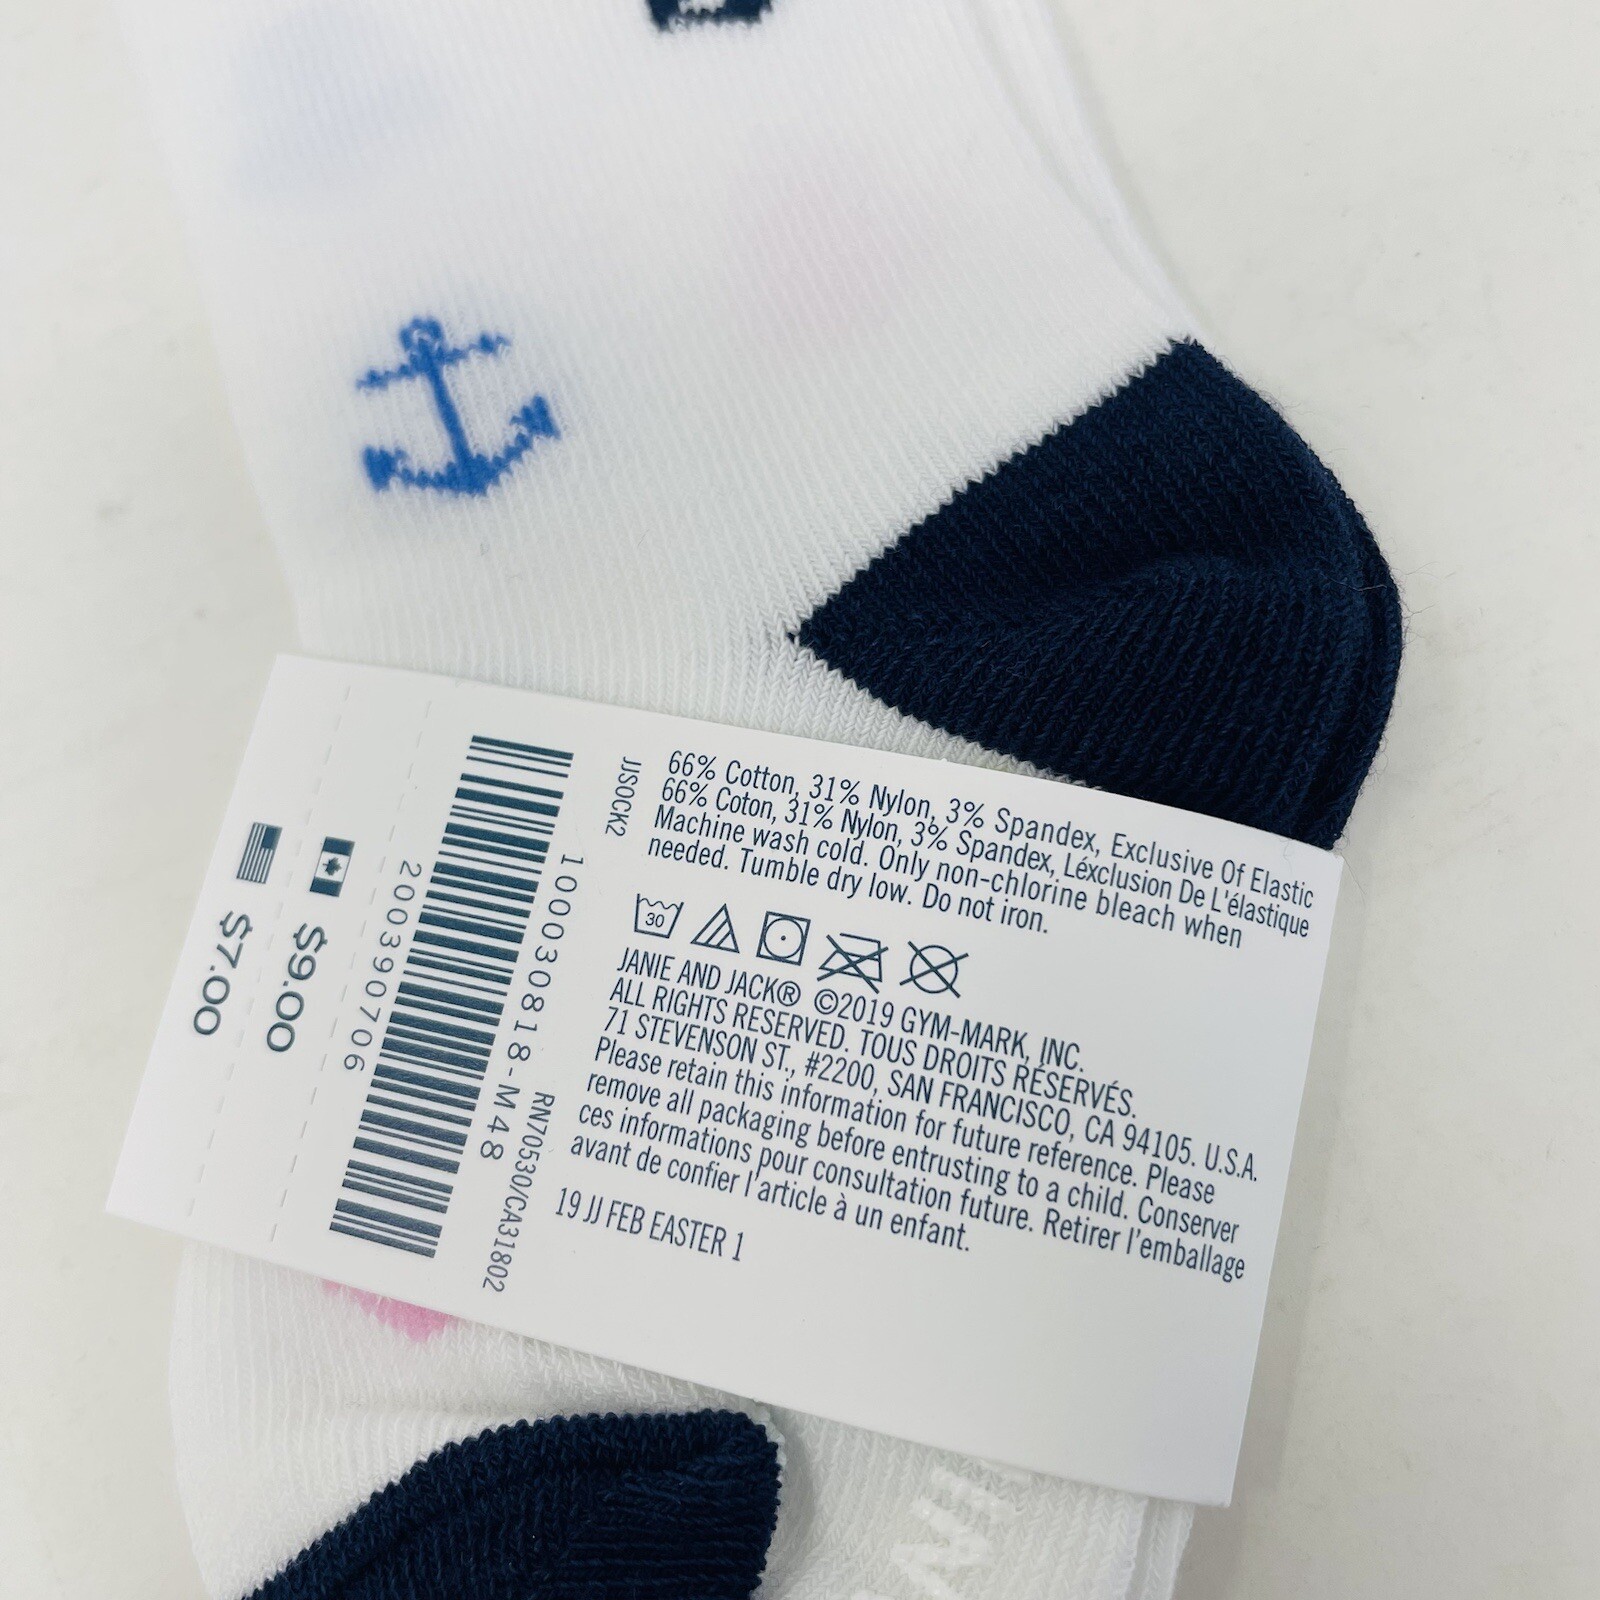 66% Cotton, 31% Nylon, 3% Spandex, Exclusive Of Elastic
66% Coton, 31% Nylon, 3% Spandex, Léxclusion De L'élastique
Machine wash cold. Only non-chlorine bleach when
needed. Tumble dry low. Do not iron.
30
JANIE AND JACK® ©2019 GYM-MARK, INC.
ALL RIGHTS RESERVED. TOUS DROITS RÉSERVÉS.
71 STEVENSON ST., #2200, SAN FRANCISCO, CA 94105. U.S.A.
Please retain this information for future reference. Please
remove all packaging before entrusting to a child. Conserver
ces informations pour consultation future. Retirer l'emballage
avant de confier l'article à un enfant.
19 JJ FEB EASTER 1
JJSOCK2
RN70530/CA31802
100030818-M48
200390706
$9.00
$7.00